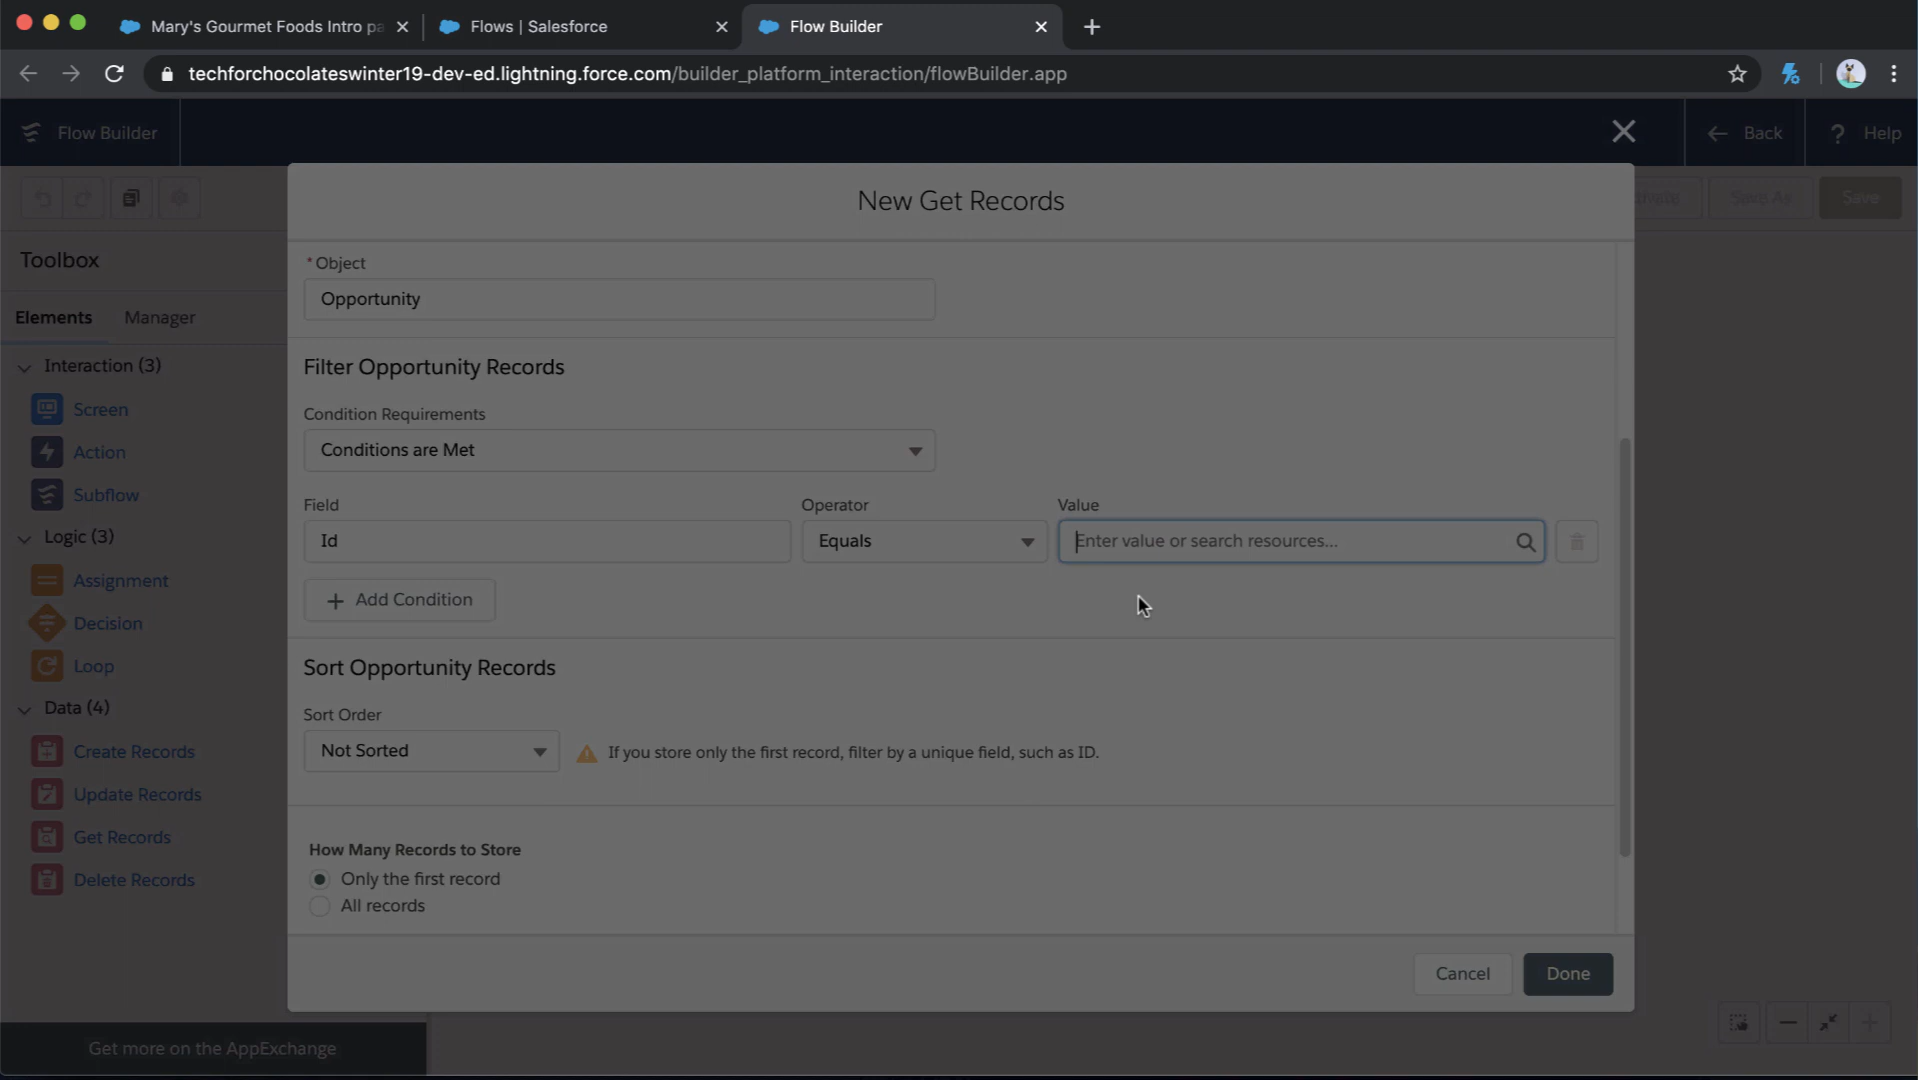 Mary's Gourmet Foods Intro pa
Flows | Salesforce
Flow Builder
techforchocolateswinter19-dev-ed.lightning.force.com/builder_platform_interaction/flowBuilder.app
Flow Builder
Back
? Help
Save As
Save
New Get Records
Toolbox
Elements
Manager
Interaction (3)
Screen
Action
Subflow
Logic (3)
Assignment
Decision
Loop
Data (4)
Create Records
Update Records
Get Records
Delete Records
Get more on the AppExchange
* Object
Opportunity
Filter Opportunity Records
Condition Requirements
Conditions are Met
Field
Operator
Value
Id
Equals
Enter value or search resources...
+ Add Condition
Sort Opportunity Records
Sort Order
Not Sorted
If you store only the first record, filter by a unique field, such as ID.
How Many Records to Store
Only the first record
All records
Cancel
Done